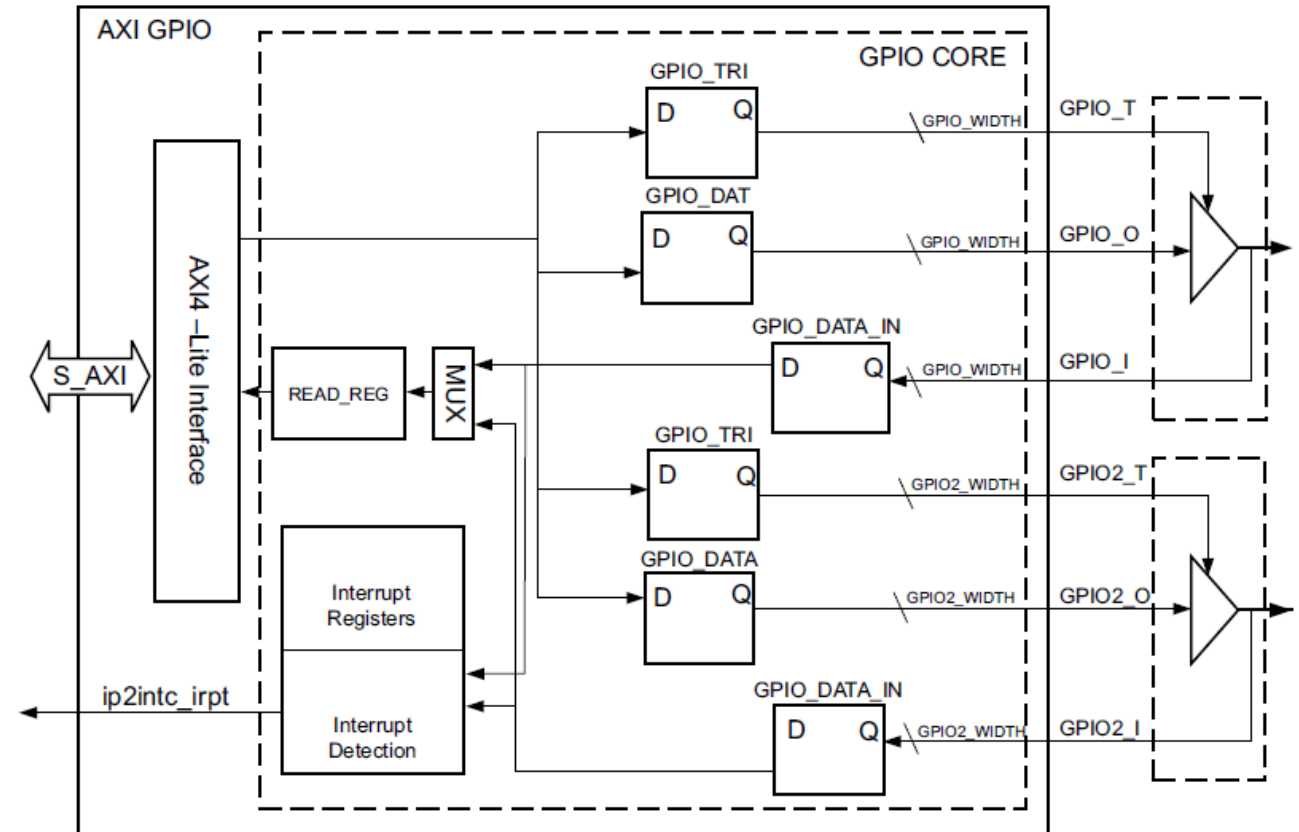 AXI GPIO
GPIO CORE
GPIO_TRI
D Q
GPIO_WIDTH
GPIO_T
GPIO_DAT
D Q
GPIO_WIDTH
GPIO_O
AXI4 –Lite Interface
S_AXI
READ_REG
MUX
GPIO_DATA_IN
D Q
GPIO_WIDTH
GPIO_I
GPIO_TRI
D Q
GPIO2_WIDTH
GPIO2_T
GPIO_DATA
D Q
GPIO2_WIDTH
GPIO2_O
Interrupt
Registers
ip2intc_irpt
Interrupt
Detection
GPIO_DATA_IN
D Q
GPIO2_WIDTH
GPIO2_I